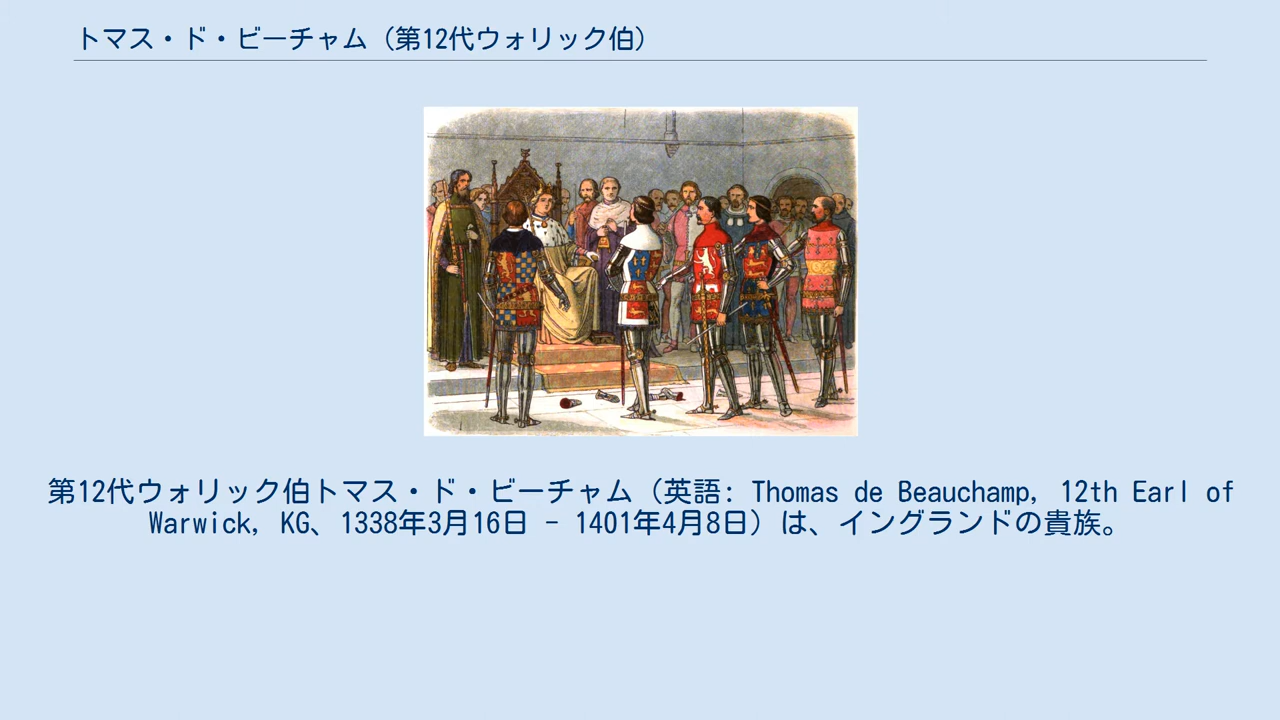 トマス・ド・ビーチャム（第12代ウォリック伯）
第12代ウォリック伯トマス・ド・ビーチャム（英語: Thomas de Beauchamp, 12th Earl of
Warwick, KG、1338年3月16日 - 1401年4月8日）は、イングランドの貴族。